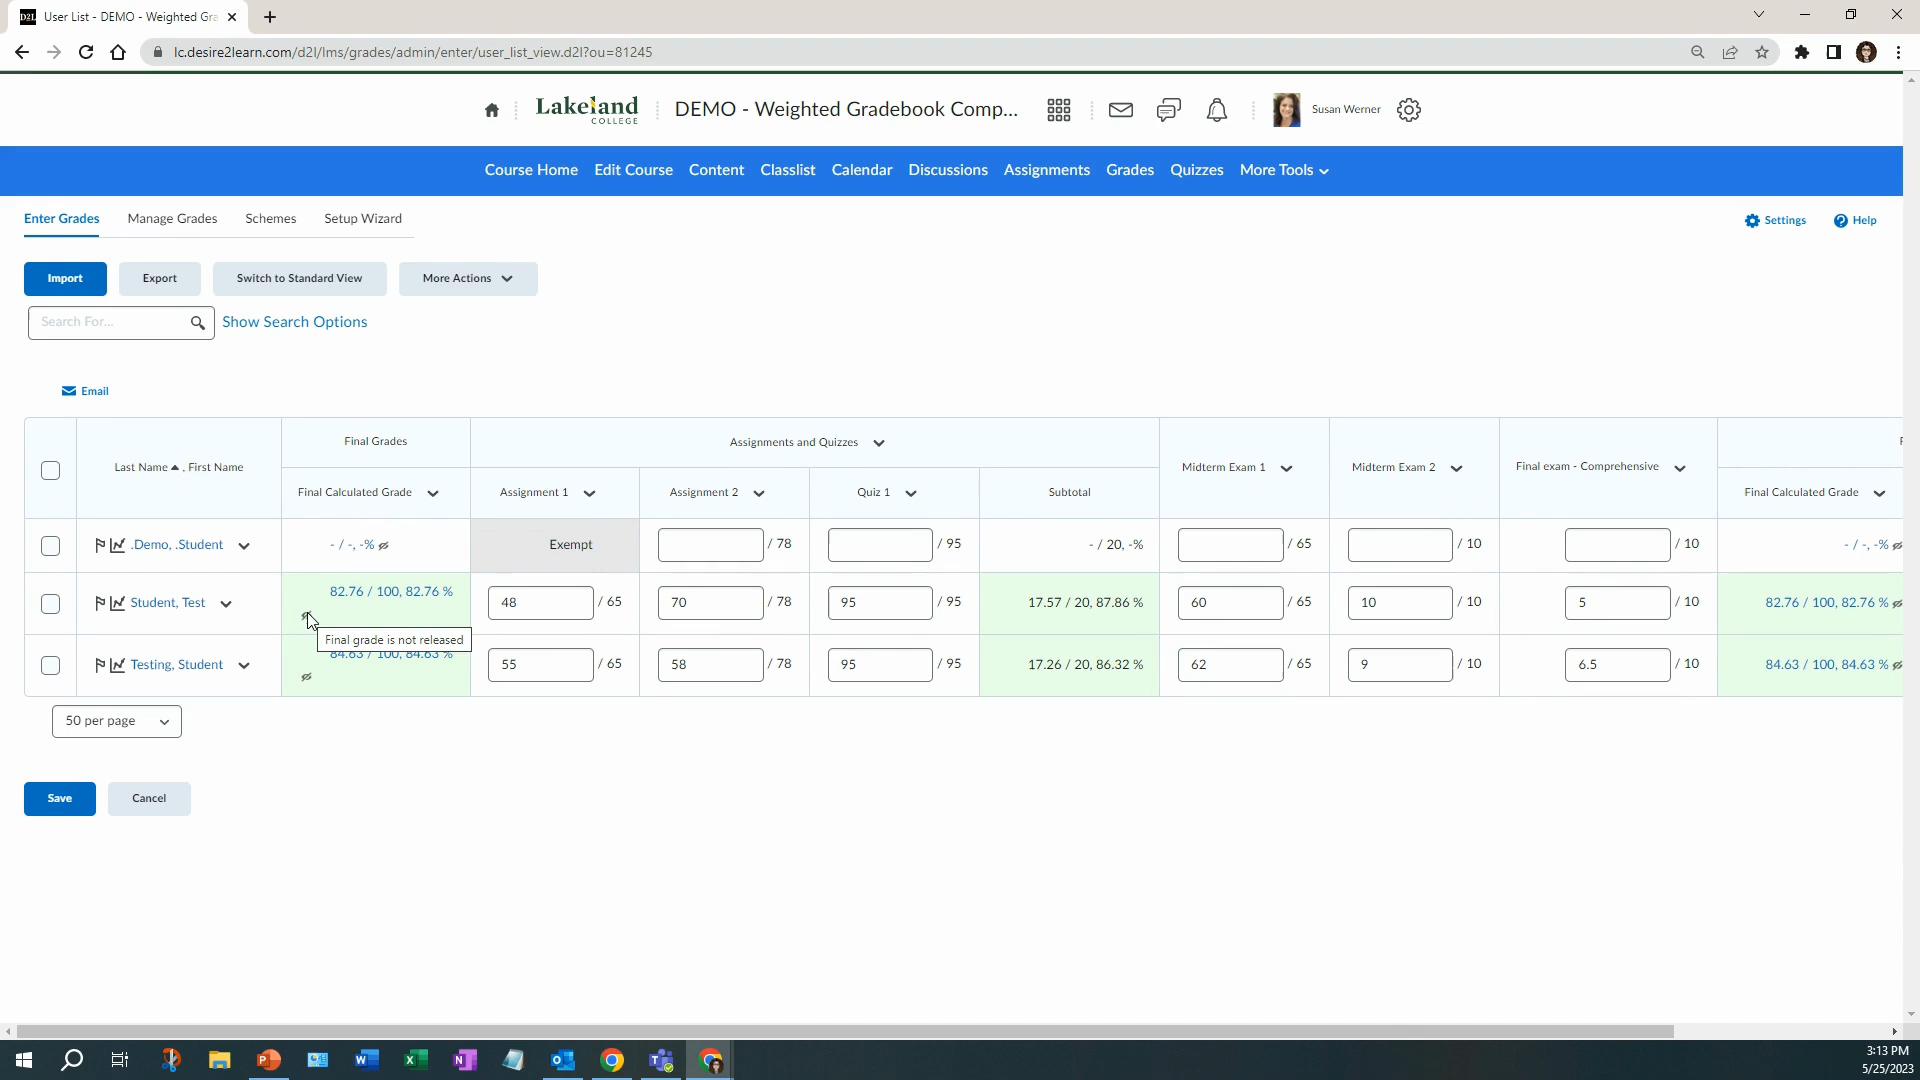 D2L User List - DEMO - Weighted Gra
lc.desire2learn.com/d2l/lms/grades/admin/enter/user_list_view.d2l?ou=81245
Lakeland COLLEGE DEMO - Weighted Gradebook Comp... Susan Werner
Course Home Edit Course Content Classlist Calendar Discussions Assignments Grades Quizzes More Tools
Enter Grades Manage Grades Schemes Setup Wizard Settings Help
Import Export Switch to Standard View More Actions
Search For... Show Search Options
Email
Final Grades Assignments and Quizzes
Last Name , First Name Midterm Exam 1 Midterm Exam 2 Final exam - Comprehensive
Final Calculated Grade Assignment 1 Assignment 2 Quiz 1 Subtotal Final Calculated Grade
.Demo, .Student - / -, -% Exempt / 78 / 95 - / 20, -% / 65 / 10 / 10 - / -, -%
Student, Test 82.76 / 100, 82.76 % 48 / 65 70 / 78 95 / 95 17.57 / 20, 87.86 % 60 / 65 10 / 10 5 / 10 82.76 / 100, 82.76 %
Final grade is not released
Testing, Student 84.63 / 100, 84.63 % 55 / 65 58 / 78 95 / 95 17.26 / 20, 86.32 % 62 / 65 9 / 10 6.5 / 10 84.63 / 100, 84.63 %
50 per page
Save Cancel
3:13 PM
5/25/2023